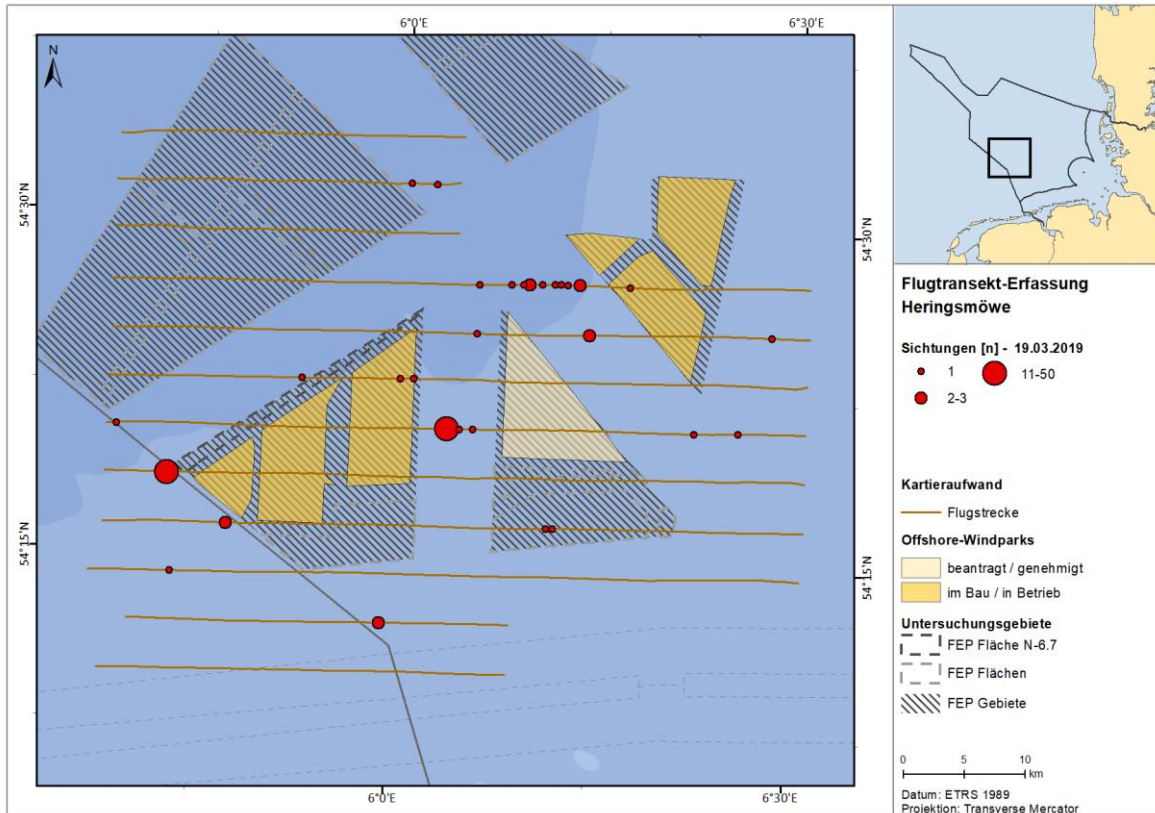 6°0'E
6°30'E
N
54°30'N
54°30'N
54°15'N
54°15'N
6°0'E
6°30'E
Flugtransekt-Erfassung
Heringsmöwe
Sichtungen [n] - 19.03.2019
1
11-50
2-3
Kartieraufwand
Flugstrecke
Offshore-Windparks
beantragt / genehmigt
im Bau / in Betrieb
Untersuchungsgebiete
FEP Fläche N-6.7
FEP Flächen
FEP Gebiete
0 5 10
km
Datum: ETRS 1989
Projektion: Transverse Mercator